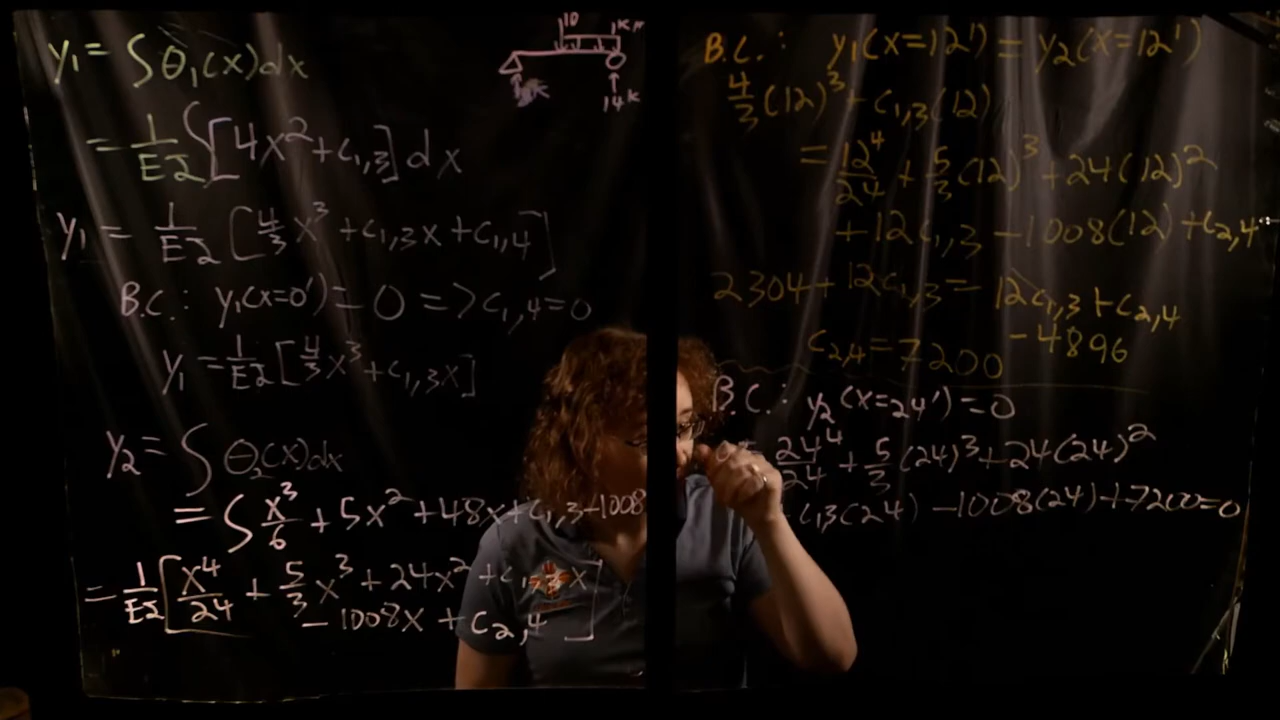 y₁ = ∫θ₁(x)dx
= 1/EI ∫[4x² + c₁,₃] dx
y₁ = 1/EI [4/3 x³ + c₁,₃x + c₁,₄]
B.C.: y₁(x=0') = 0 => c₁,₄ = 0
y₁ = 1/EI [4/3 x³ + c₁,₃x]
y₂ = ∫ θ₂(x)dx
= ∫ x³/6 + 5x² + 48x + c₁,₃ - 1008
= 1/EI [x⁴/24 + 5/3 x³ + 24x² + c₁,₃ x
- 1008x + c₂,₄]
10
14K
B.C.: y₁(x=12') = y₂(x=12')
4/3 (12)³ + c₁,₃(12)
= 12⁴/24 + 5/3 (12)³ + 24(12)²
+ 12c₁,₃ - 1008(12) + c₂,₄
2304 + 12c₁,₃ = 12c₁,₃ + c₂,₄
- 4896
c₂,₄ = 7200
B.C.: y₂(x=24') = 0
24⁴/24 + 5/3 (24)³ + 24(24)²
c₁,₃(24) - 1008(24) + 7200 = 0